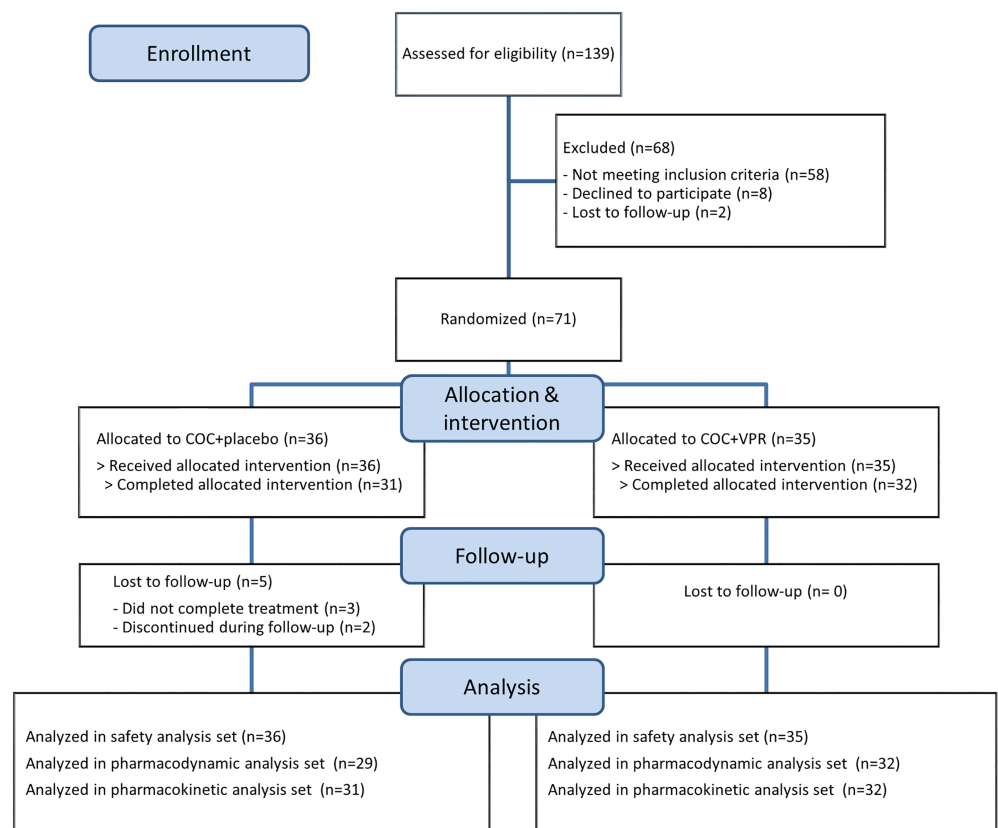 Enrollment
Assessed for eligibility (n=139)
Excluded (n=68)
- Not meeting inclusion criteria (n=58)
- Declined to participate (n=8)
- Lost to follow-up (n=2)
Randomized (n=71)
Allocation &
intervention
Allocated to COC+placebo (n=36)
> Received allocated intervention (n=36)
> Completed allocated intervention (n=31)
Allocated to COC+VPR (n=35)
> Received allocated intervention (n=35)
> Completed allocated intervention (n=32)
Follow-up
Lost to follow-up (n=5)
- Did not complete treatment (n=3)
- Discontinued during follow-up (n=2)
Lost to follow-up (n= 0)
Analysis
Analyzed in safety analysis set (n=36)
Analyzed in pharmacodynamic analysis set (n=29)
Analyzed in pharmacokinetic analysis set (n=31)
Analyzed in safety analysis set (n=35)
Analyzed in pharmacodynamic analysis set (n=32)
Analyzed in pharmacokinetic analysis set (n=32)